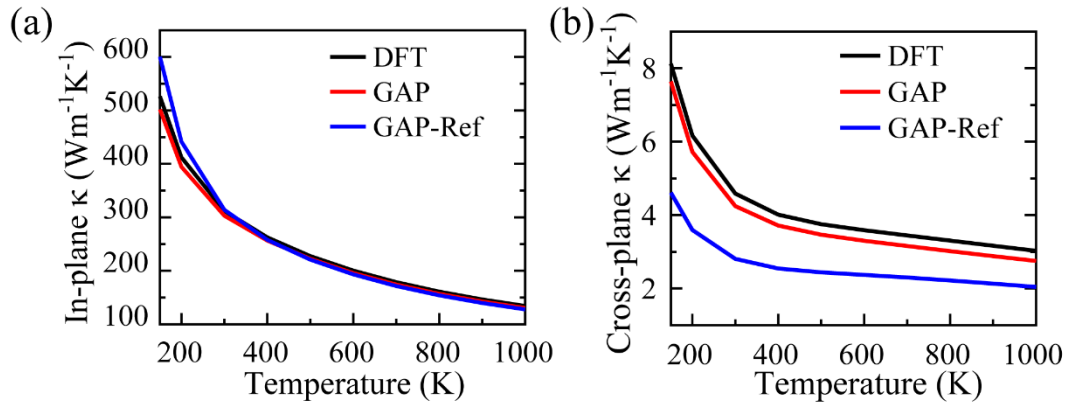 (a)
In-plane κ (Wm⁻¹K⁻¹)
600
500
400
300
200
100
DFT
GAP
GAP-Ref
200 400 600 800 1000
Temperature (K)
(b)
Cross-plane κ (Wm⁻¹K⁻¹)
8
6
4
2
DFT
GAP
GAP-Ref
200 400 600 800 1000
Temperature (K)